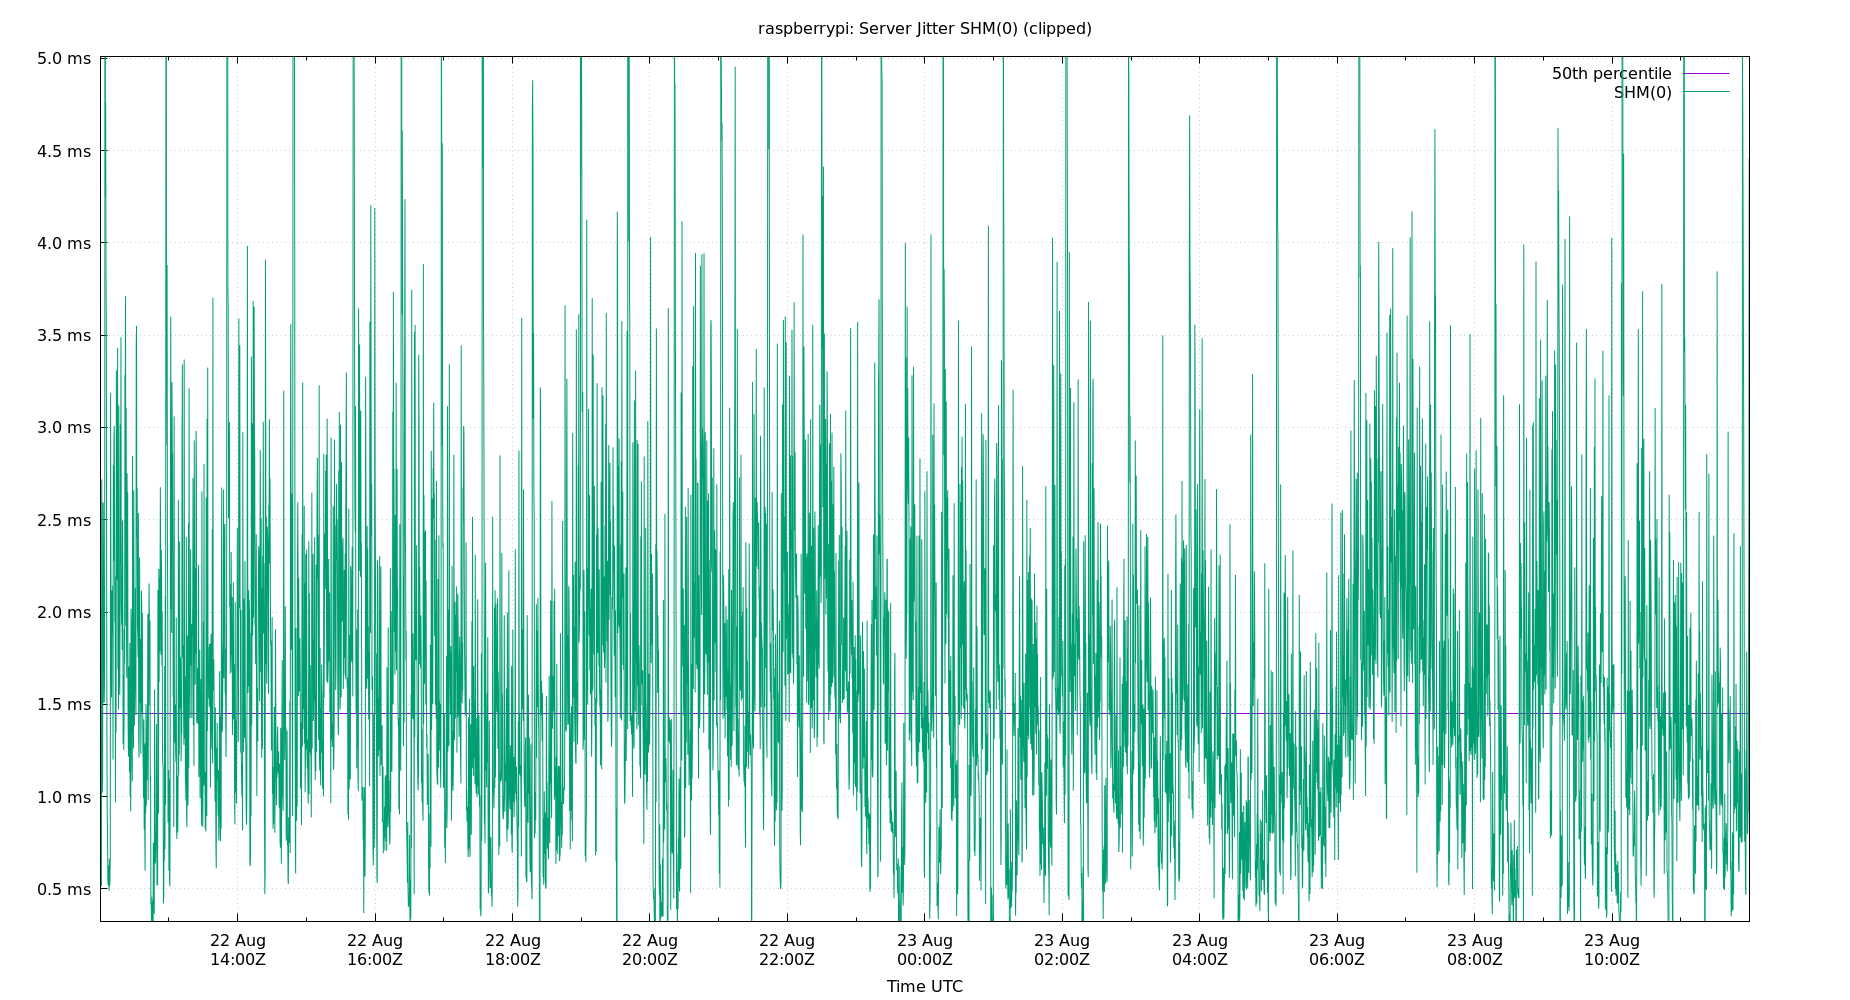 raspberrypi: Server Jitter SHM(0) (clipped)
5.0 ms
4.5 ms
4.0 ms
3.5 ms
3.0 ms
2.5 ms
2.0 ms
1.5 ms
1.0 ms
0.5 ms
50th percentile
SHM(0)
22 Aug 22 Aug 22 Aug 22 Aug 22 Aug 23 Aug 23 Aug 23 Aug 23 Aug 23 Aug 23 Aug
14:00Z 16:00Z 18:00Z 20:00Z 22:00Z 00:00Z 02:00Z 04:00Z 06:00Z 08:00Z 10:00Z
Time UTC